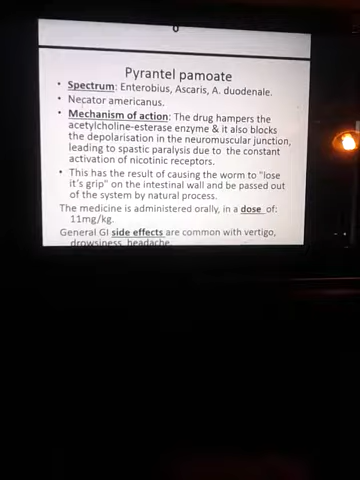 Pyrantel pamoate
• Spectrum: Enterobius, Ascaris, A. duodenale.
• Necator americanus.
• Mechanism of action: The drug hampers the
acetylcholine-esterase enzyme & it also blocks
the depolarisation in the neuromuscular junction,
leading to spastic paralysis due to the constant
activation of nicotinic receptors.
• This has the result of causing the worm to "lose
it's grip" on the intestinal wall and be passed out
of the system by natural process.
The medicine is administered orally, in a dose of:
11mg/kg.
General GI side effects are common with vertigo,
drowsiness, headache.